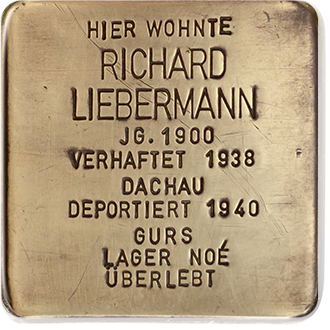 HIER WOHNTE
RICHARD
LIEBERMANN
JG. 1900
VERHAFTET 1938
DACHAU
DEPORTIERT 1940
GURS
LAGER NOÉ
ÜBERLEBT